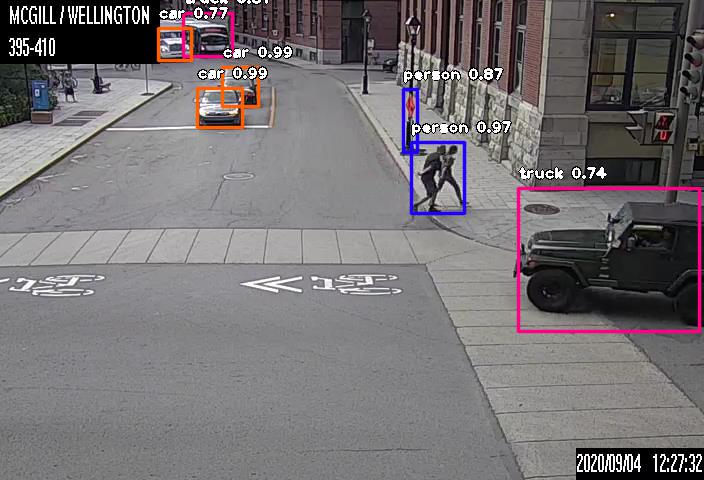 MCGILL / WELLINGTON
395-410
car 0.77
car 0.99
car 0.99
person 0.87
person 0.97
truck 0.74
2020/09/04 12:27:32